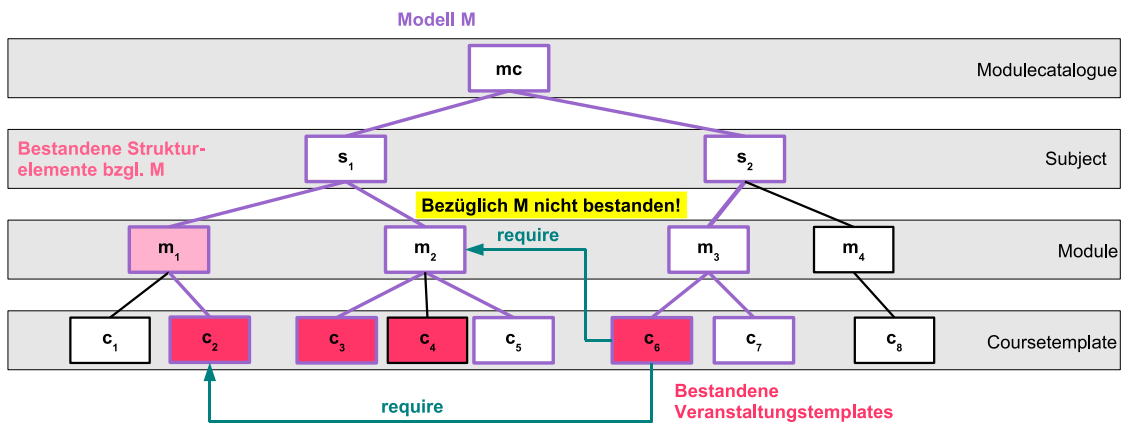 Modell M
mc
Modulecatalogue
Bestandene Struktur-
elemente bzgl. M
s1
s2
Subject
Bezüglich M nicht bestanden!
require
m1
m2
m3
m4
Module
c1
c2
c3
c4
c5
c6
c7
c8
Coursetemplate
require
Bestandene
Veranstaltungstemplates